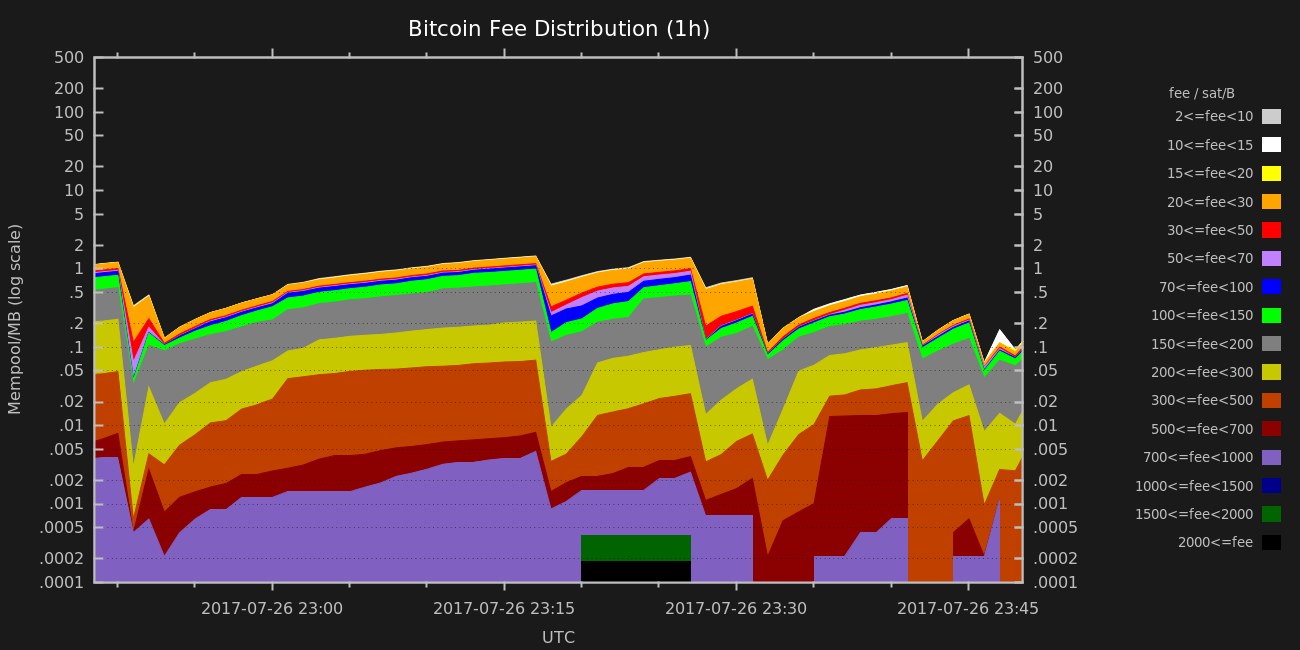 Bitcoin Fee Distribution (1h)
Mempool/MB (log scale)
500
200
100
50
20
10
5
2
1
.5
.2
.1
.05
.02
.01
.005
.002
.001
.0005
.0002
.0001
500
200
100
50
20
10
5
2
1
.5
.2
.1
.05
.02
.01
.005
.002
.001
.0005
.0002
.0001
2017-07-26 23:00
2017-07-26 23:15
2017-07-26 23:30
2017-07-26 23:45
UTC
fee / sat/B
2<=fee<10
10<=fee<15
15<=fee<20
20<=fee<30
30<=fee<50
50<=fee<70
70<=fee<100
100<=fee<150
150<=fee<200
200<=fee<300
300<=fee<500
500<=fee<700
700<=fee<1000
1000<=fee<1500
1500<=fee<2000
2000<=fee